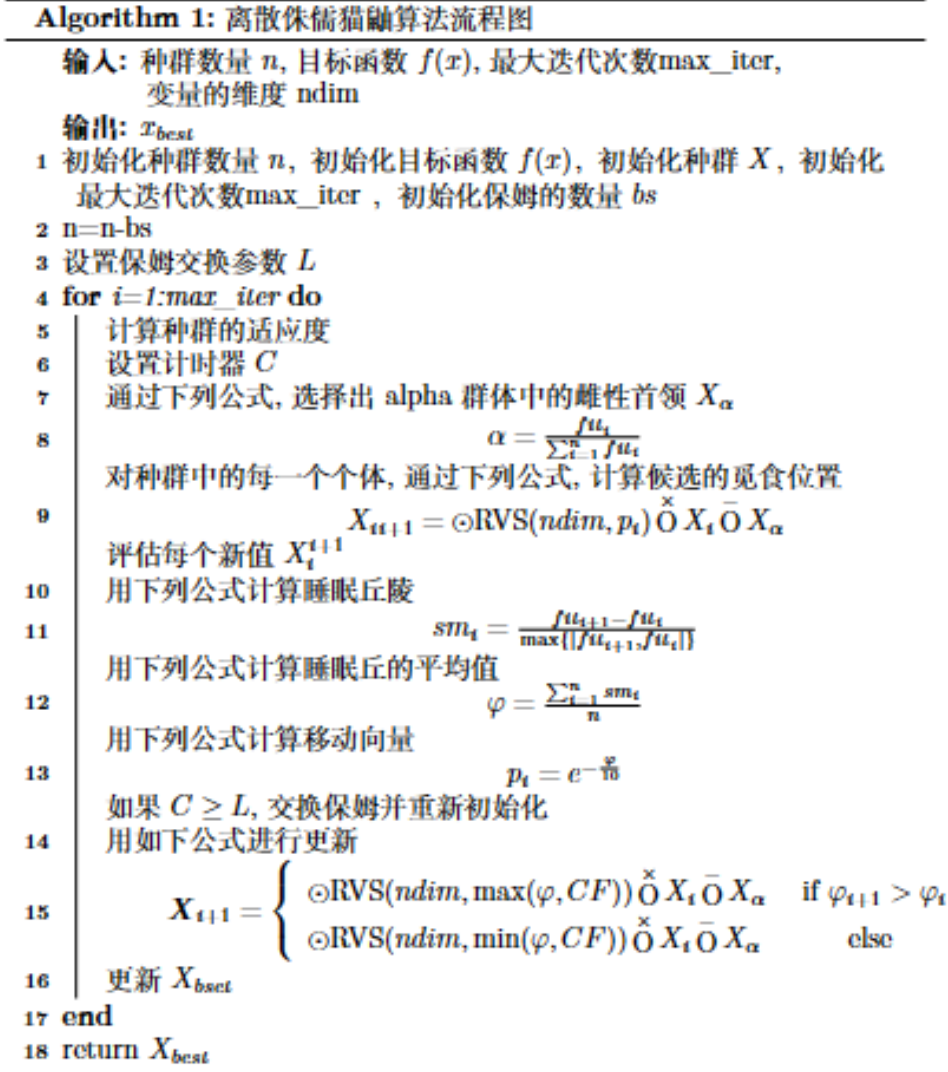 Algorithm 1: 离散侏儒猫鼬算法流程图
输入: 种群数量 n, 目标函数 f(x), 最大迭代次数max_iter,
变量的维度 ndim
输出: x_best
1 初始化种群数量 n, 初始化目标函数 f(x), 初始化种群 X, 初始化
最大迭代次数max_iter , 初始化保姆的数量 bs
2 n=n-bs
3 设置保姆交换参数 L
4 for i=1:max_iter do
5 计算种群的适应度
6 设置计时器 C
7 通过下列公式, 选择出 alpha 群体中的雌性首领 X_α
8 α = fit_i / ∑_{i=1}^{n} fit_i
对种群中的每一个个体, 通过下列公式, 计算候选的觅食位置
9 X_{it+1} = ⊙RVS(ndim, p_i) Ǒ^× X_i Ō X_α
评估每个新值 X_i^{t+1}
10 用下列公式计算睡眠丘陵
11 sm_i = (fit_{i+1} − fit_i) / max{|fit_{i+1}, fit_i|}
用下列公式计算睡眠丘的平均值
12 φ = ∑_{i=1}^{n} sm_i / n
用下列公式计算移动向量
13 p_i = e^{−φ/10}
如果 C ≥ L, 交换保姆并重新初始化
14 用如下公式进行更新
15 X_{i+1} = { ⊙RVS(ndim, max(φ, CF)) O^× X_i Ō X_α if φ_{i+1} > φ_i
⊙RVS(ndim, min(φ, CF)) O^× X_i Ō X_α else
16 更新 X_bset
17 end
18 return X_best